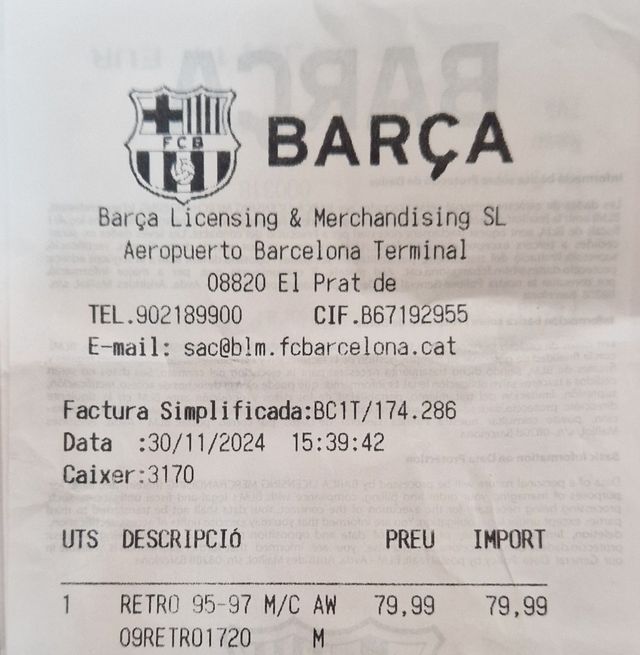 FCB
BARÇA
Barça Licensing & Merchandising SL
Aeropuerto Barcelona Terminal
08820 El Prat de
TEL.902189900 CIF.B67192955
E-mail: sac@blm.fcbarcelona.cat
Factura Simplificada:BC1T/174.286
Data :30/11/2024 15:39:42
Caixer:3170
UTS DESCRIPCIó PREU IMPORT
1 RETRO 95-97 M/C AW 79,99 79,99
09RETRO1720 M